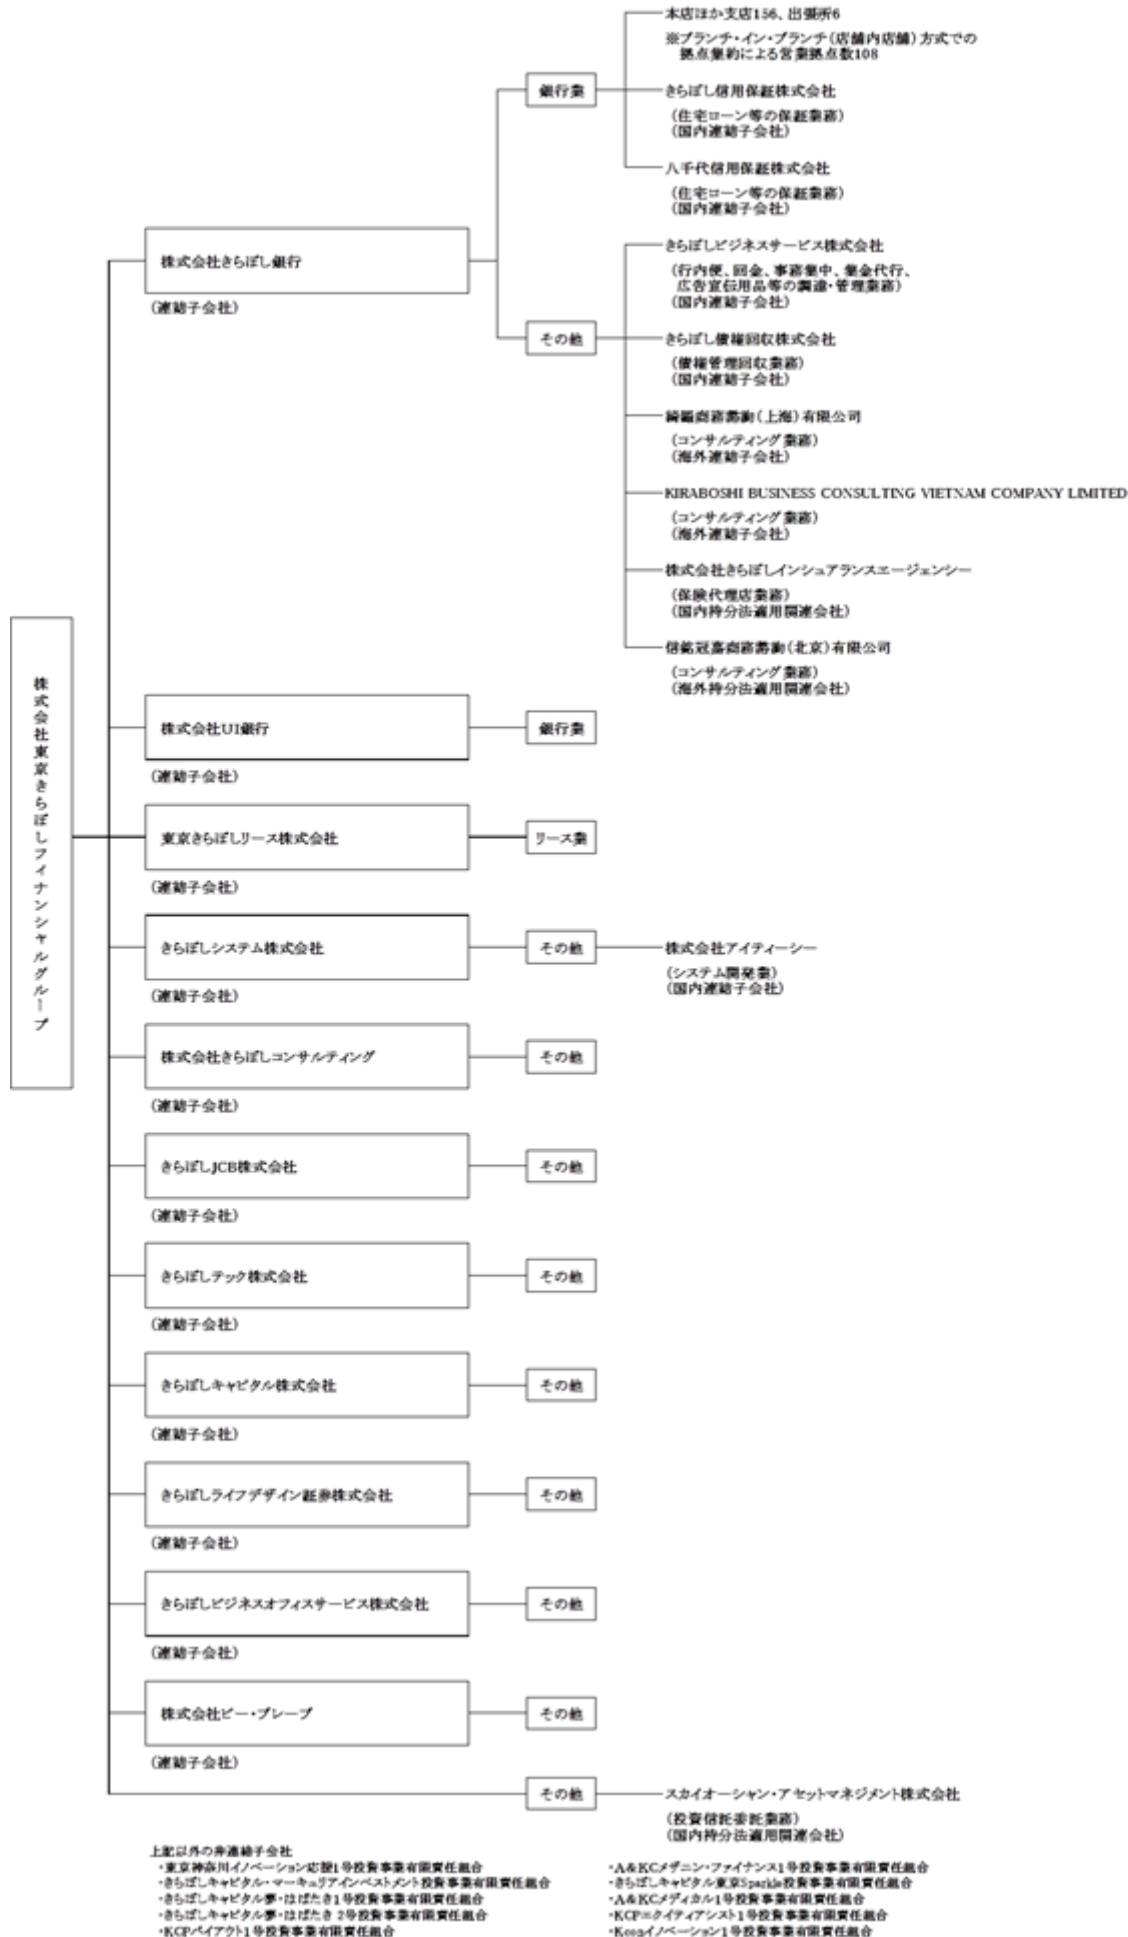 株式会社東京きらぼしフィナンシャルグループ
株式会社きらぼし銀行
(連結子会社)
銀行業
本店ほか支店156、出張所6
※ブランチ・イン・ブランチ(店舗内店舗)方式での
拠点集約による営業拠点数108
きらぼし信用保証株式会社
(住宅ローン等の保証業務)
(国内連結子会社)
八千代信用保証株式会社
(住宅ローン等の保証業務)
(国内連結子会社)
その他
きらぼしビジネスサービス株式会社
(行内便、回金、事務集中、集金代行、
広告宣伝用品等の調達・管理業務)
(国内連結子会社)
きらぼし債権回収株式会社
(債権管理回収業務)
(国内連結子会社)
(上海)有限公司
(コンサルティング業務)
(海外連結子会社)
KIRABOSHI BUSINESS CONSULTING VIETNAM COMPANY LIMITED
(コンサルティング業務)
(海外連結子会社)
株式会社きらぼしインシュアランスエージェンシー
(保険代理店業務)
(国内持分法適用関連会社)
(北京)有限公司
(コンサルティング業務)
(海外持分法適用関連会社)
株式会社UI銀行
(連結子会社)
銀行業
東京きらぼしリース株式会社
(連結子会社)
リース業
きらぼしシステム株式会社
(連結子会社)
その他
株式会社アイティーシー
(システム開発業)
(国内連結子会社)
株式会社きらぼしコンサルティング
(連結子会社)
その他
きらぼしJCB株式会社
(連結子会社)
その他
きらぼしテック株式会社
(連結子会社)
その他
きらぼしキャピタル株式会社
(連結子会社)
その他
きらぼしライフデザイン証券株式会社
(連結子会社)
その他
きらぼしビジネスオフィスサービス株式会社
(連結子会社)
その他
株式会社ビー・ブレーブ
(連結子会社)
その他
その他
スカイオーシャン・アセットマネジメント株式会社
(投資信託委託業務)
(国内持分法適用関連会社)
上記以外の非連結子会社
・東京神奈川イノベーション応援1号投資事業有限責任組合
・きらぼしキャピタル・マーキュリアインベストメント投資事業有限責任組合
・きらぼしキャピタル夢・はばたき1号投資事業有限責任組合
・きらぼしキャピタル夢・はばたき 2号投資事業有限責任組合
・KCPバイアウト1号投資事業有限責任組合
・A&KCメザニン・ファイナンス1号投資事業有限責任組合
・きらぼしキャピタル東京Sparkle投資事業有限責任組合
・A&KCメディカル1号投資事業有限責任組合
・KCPエクイティアシスト1号投資事業有限責任組合
・Kconイノベーション1号投資事業有限責任組合